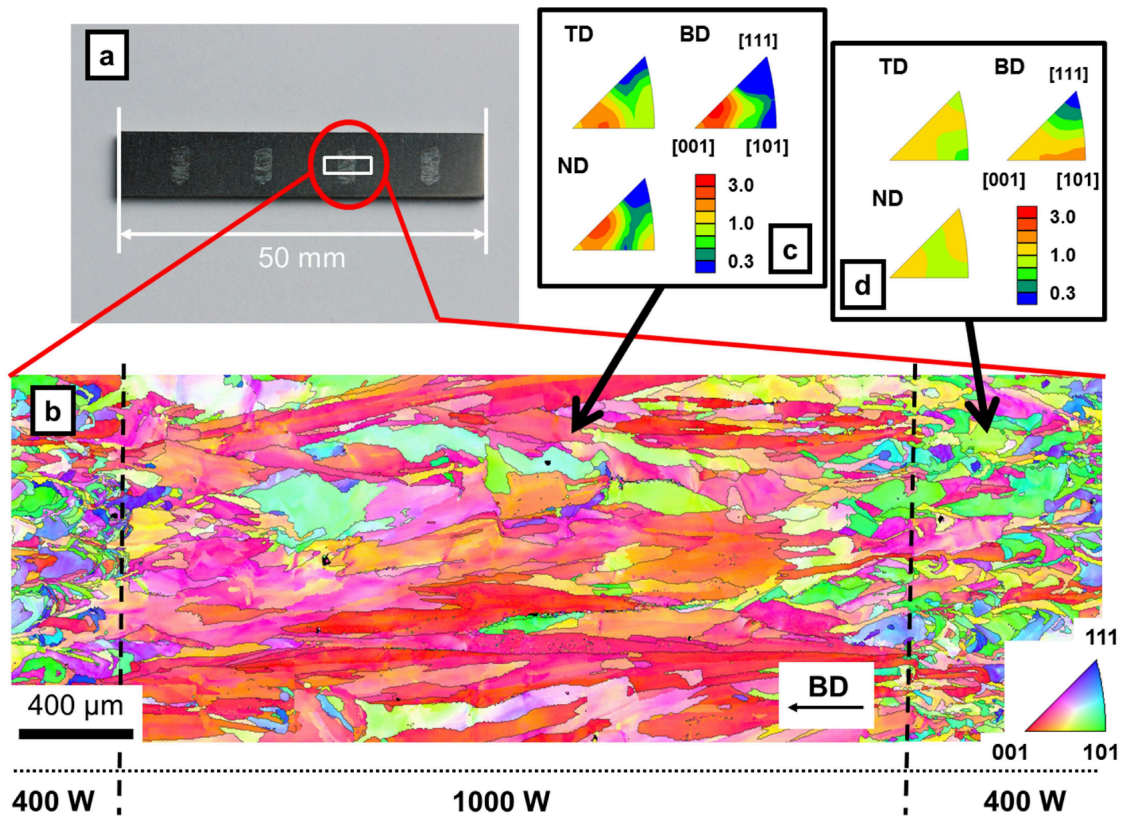 a
50 mm
TD BD [111]
[001] [101]
ND
3.0
1.0
0.3
c
TD BD [111]
[001] [101]
ND
3.0
1.0
0.3
d
b
400 µm
BD
111
001 101
400 W 1000 W 400 W